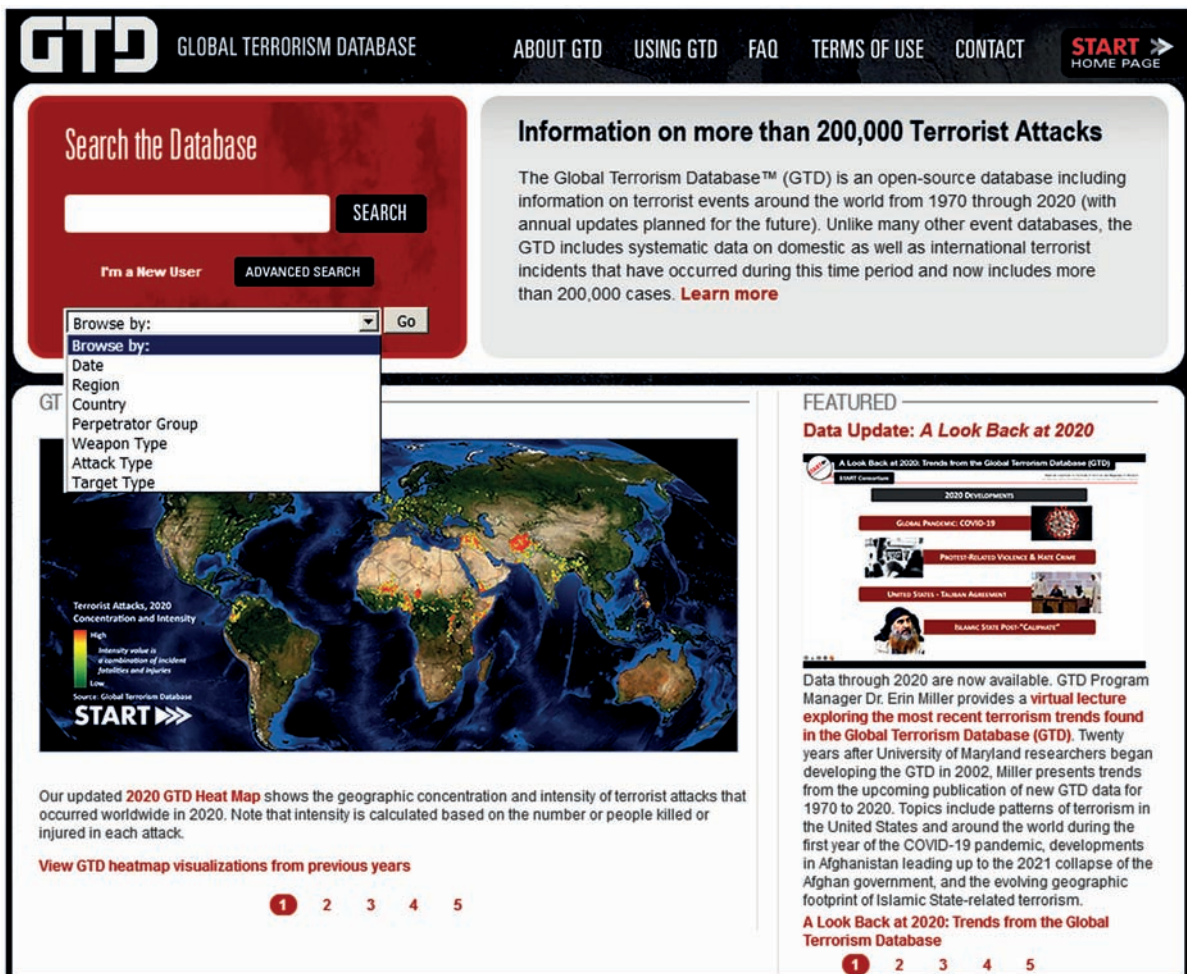 GTD GLOBAL TERRORISM DATABASE
ABOUT GTD USING GTD FAQ TERMS OF USE CONTACT
START
HOME PAGE
Search the Database
SEARCH
I'm a New User ADVANCED SEARCH
Browse by: Go
Browse by:
Date
Region
Country
Perpetrator Group
Weapon Type
Attack Type
Target Type
Information on more than 200,000 Terrorist Attacks
The Global Terrorism Database™ (GTD) is an open-source database including
information on terrorist events around the world from 1970 through 2020 (with
annual updates planned for the future). Unlike many other event databases, the
GTD includes systematic data on domestic as well as international terrorist
incidents that have occurred during this time period and now includes more
than 200,000 cases. Learn more
GT
Terrorist Attacks, 2020
Concentration and Intensity
High
Intensity value is
a combination of incident
fatalities and injuries
Low
Source: Global Terrorism Database
START
Our updated 2020 GTD Heat Map shows the geographic concentration and intensity of terrorist attacks that
occurred worldwide in 2020. Note that intensity is calculated based on the number or people killed or
injured in each attack.
View GTD heatmap visualizations from previous years
1 2 3 4 5
FEATURED
Data Update: A Look Back at 2020
A Look Back at 2020: Trends from the Global Terrorism Database (GTD)
START Consortium
2020 DEVELOPMENTS
GLOBAL PANDEMIC: COVID-19
PROTEST-RELATED VIOLENCE & HATE CRIME
UNITED STATES - TALIBAN AGREEMENT
ISLAMIC STATE POST-"CALIPHATE"
Data through 2020 are now available. GTD Program
Manager Dr. Erin Miller provides a virtual lecture
exploring the most recent terrorism trends found
in the Global Terrorism Database (GTD). Twenty
years after University of Maryland researchers began
developing the GTD in 2002, Miller presents trends
from the upcoming publication of new GTD data for
1970 to 2020. Topics include patterns of terrorism in
the United States and around the world during the
first year of the COVID-19 pandemic, developments
in Afghanistan leading up to the 2021 collapse of the
Afghan government, and the evolving geographic
footprint of Islamic State-related terrorism.
A Look Back at 2020: Trends from the Global
Terrorism Database
1 2 3 4 5